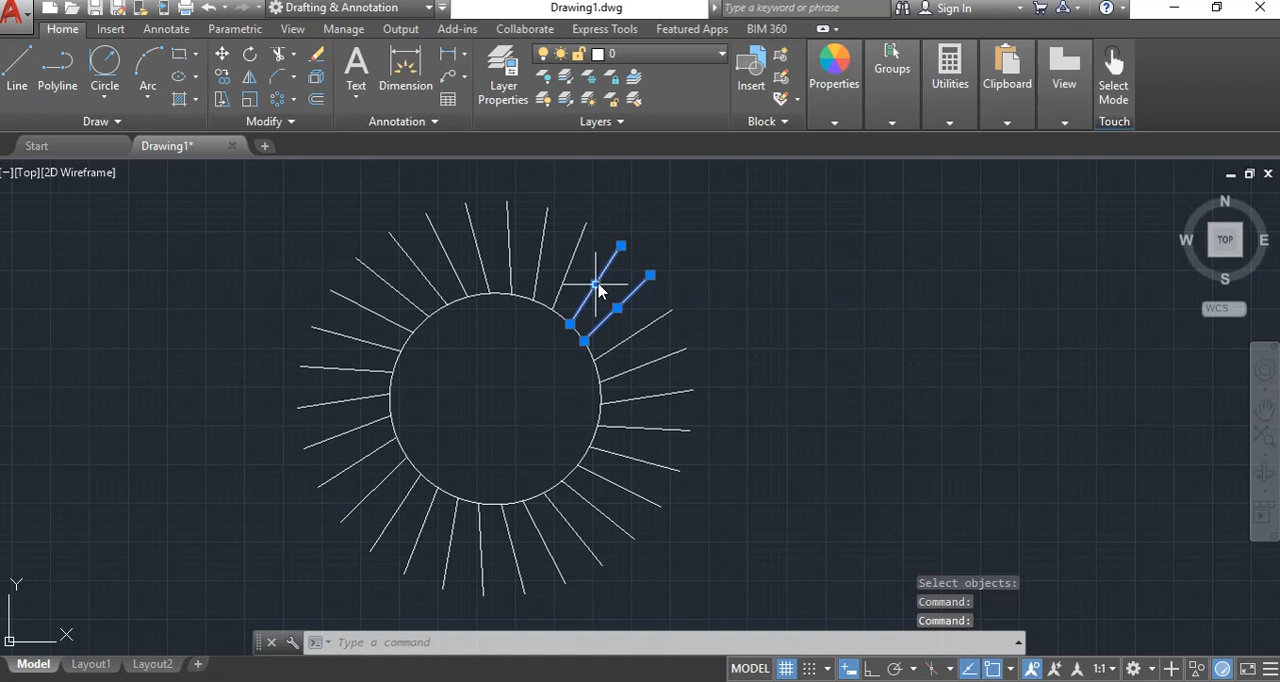 Drafting & Annotation
Drawing1.dwg
Type a keyword or phrase
Sign In
Home Insert Annotate Parametric View Manage Output Add-ins Collaborate Express Tools Featured Apps BIM 360
0
Line Polyline Circle Arc Text Dimension Layer Properties Insert Properties Groups Utilities Clipboard View Select Mode
Draw Modify Annotation Layers Block Touch
Start Drawing1*
[−][Top][2D Wireframe]
N
W TOP E
S
WCS
Y
X
Select objects:
Command:
Command:
Type a command
Model Layout1 Layout2 +
MODEL 1:1